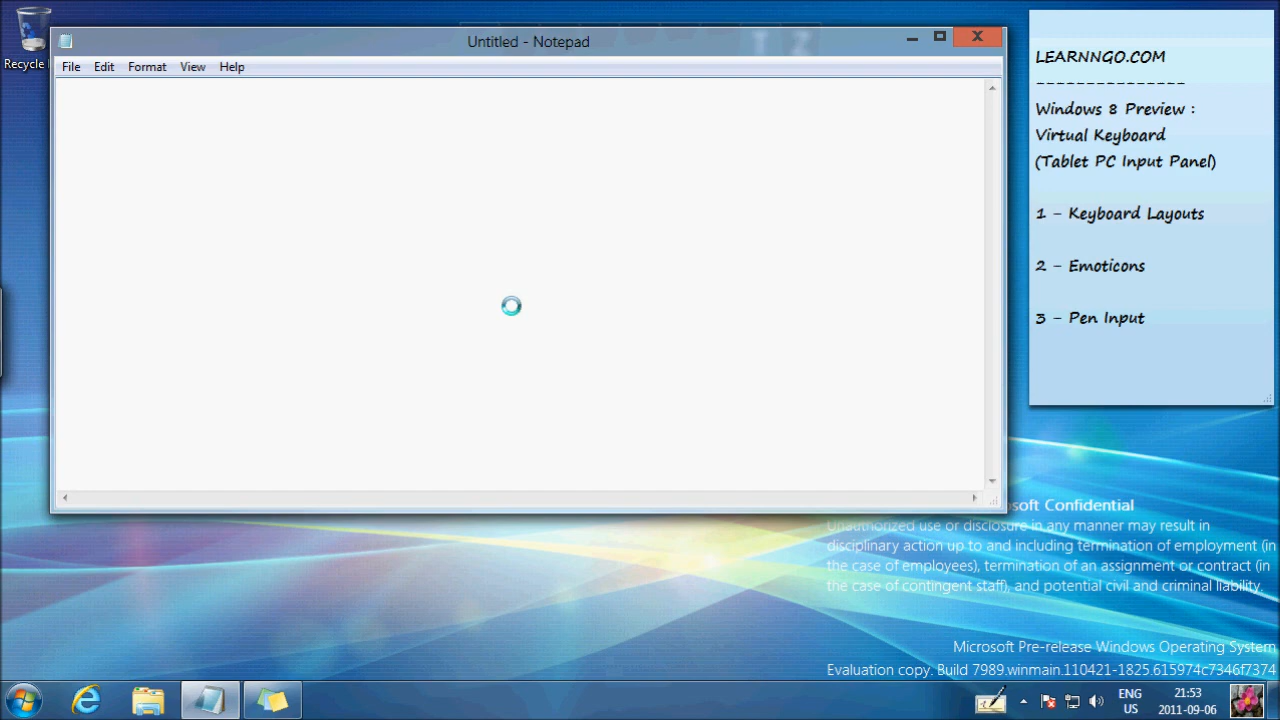 Recycle
Untitled - Notepad
File Edit Format View Help
LEARNNGO.COM
---------------
Windows 8 Preview :
Virtual Keyboard
(Tablet PC Input Panel)
1 - Keyboard Layouts
2 - Emoticons
3 - Pen Input
soft Confidential
Unauthorized use or disclosure in any manner may result in
disciplinary action up to and including termination of employment (in
the case of employees), termination of an assignment or contract (in
the case of contingent staff), and potential civil and criminal liability.
Microsoft Pre-release Windows Operating System
Evaluation copy. Build 7989.winmain.110421-1825.615974c7346f7374
ENG
US
21:53
2011-09-06